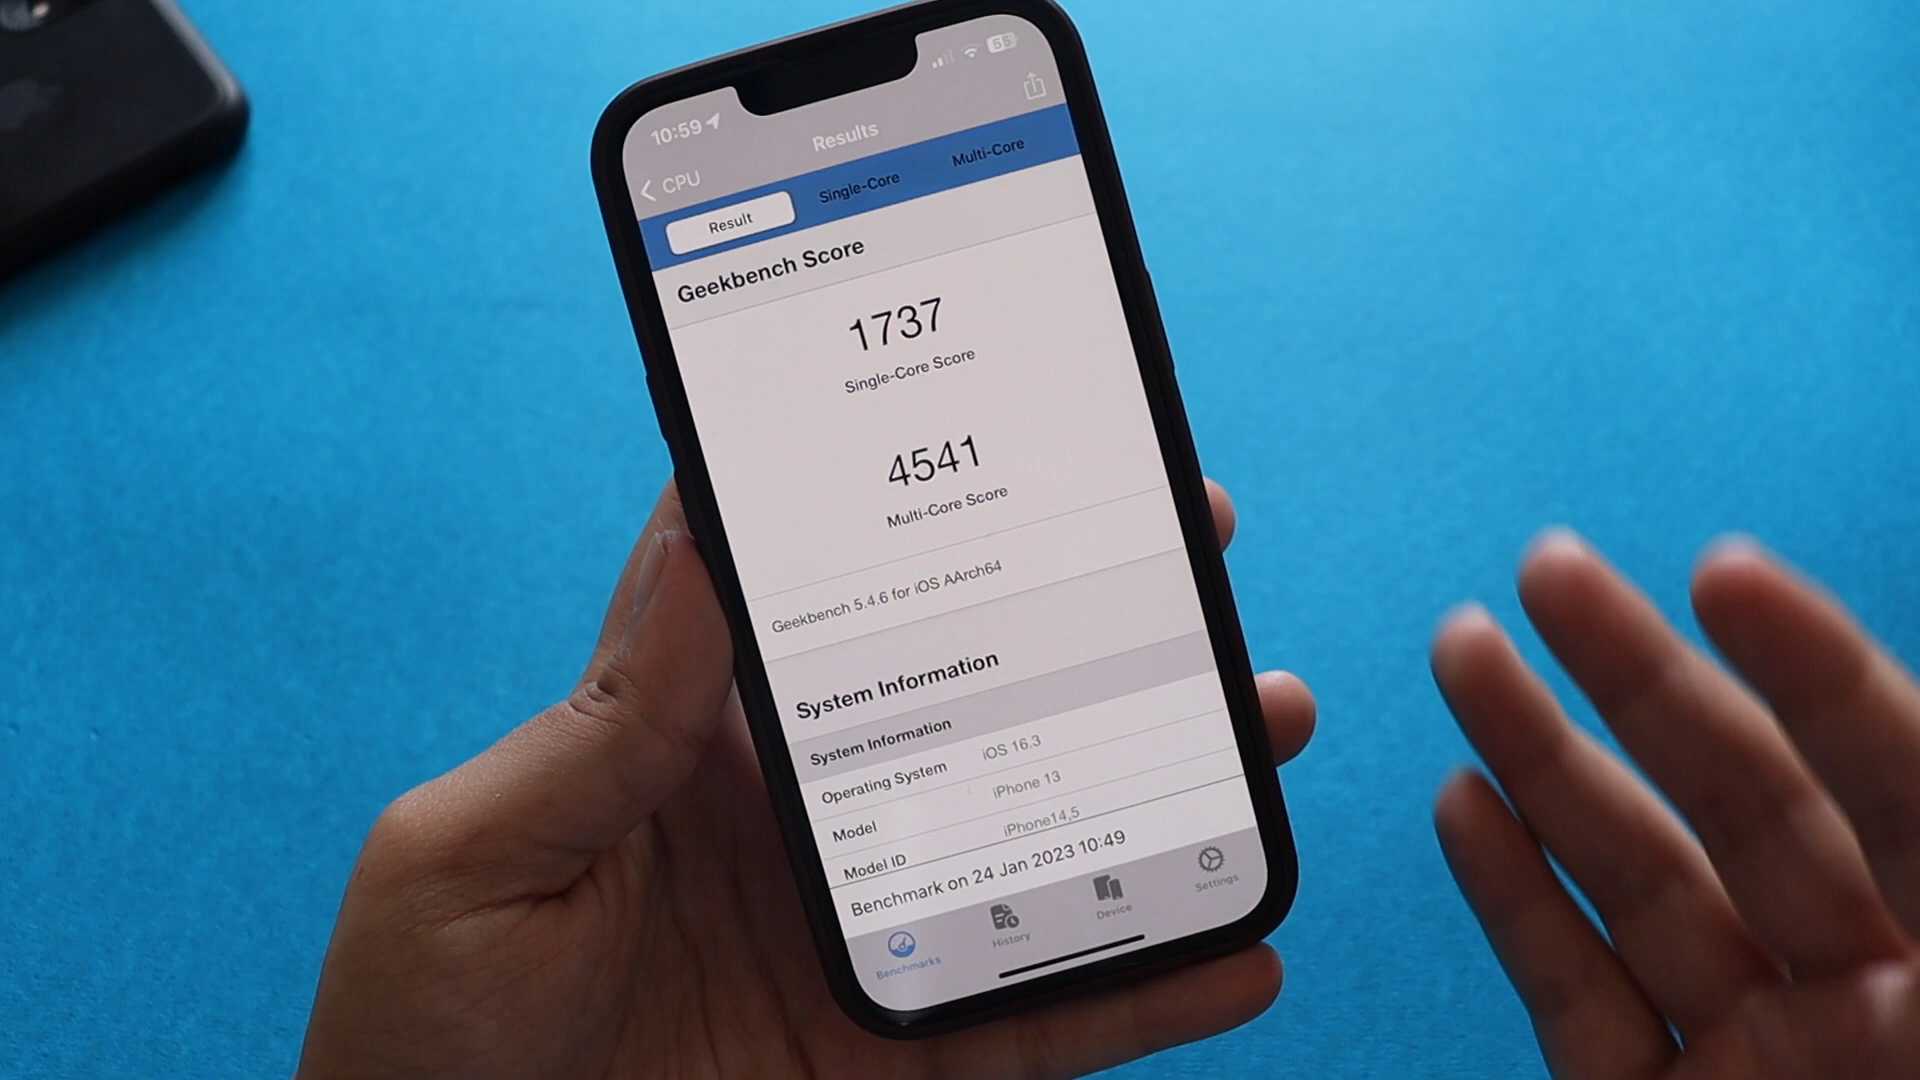 10:59
55
Results
CPU
Result
Single-Core
Multi-Core
Geekbench Score
1737
Single-Core Score
4541
Multi-Core Score
Geekbench 5.4.6 for iOS AArch64
System Information
System Information
Operating System iOS 16.3
Model iPhone 13
Model ID iPhone14,5
Benchmark on 24 Jan 2023 10:49
Benchmarks
History
Device
Settings